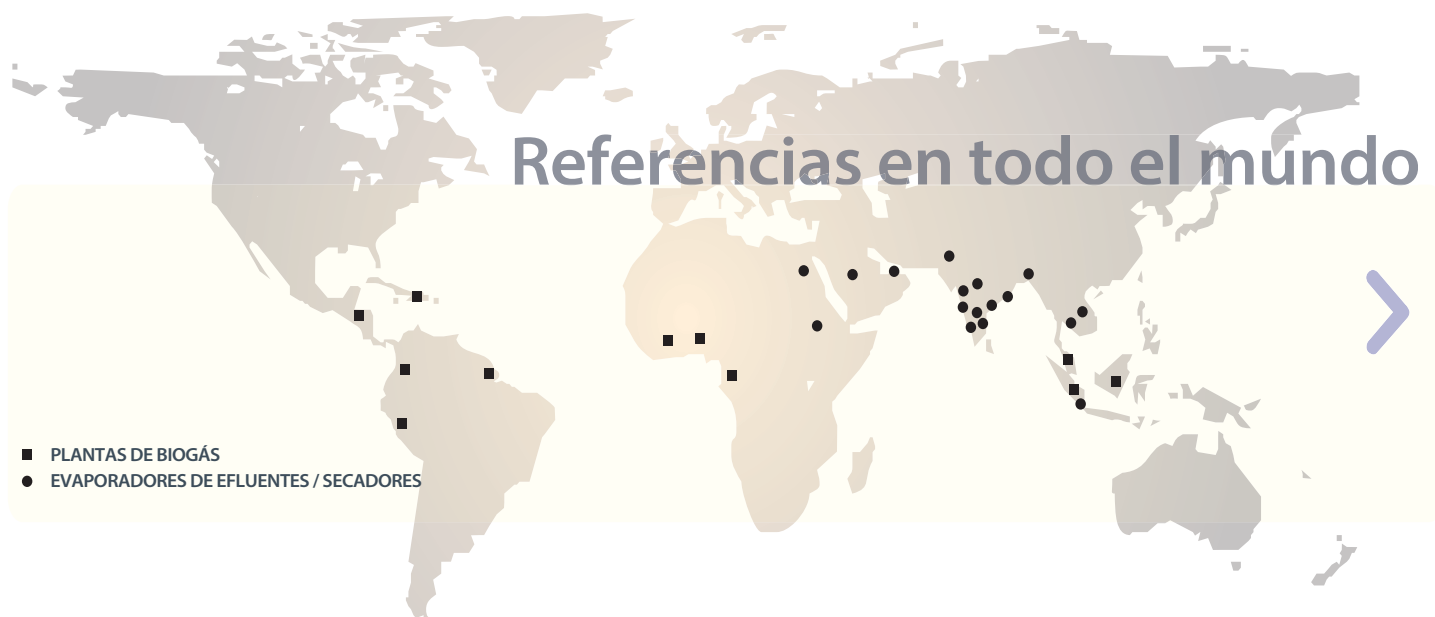 Referencias en todo el mundo
PLANTAS DE BIOGÁS
EVAPORADORES DE EFLUENTES / SECADORES